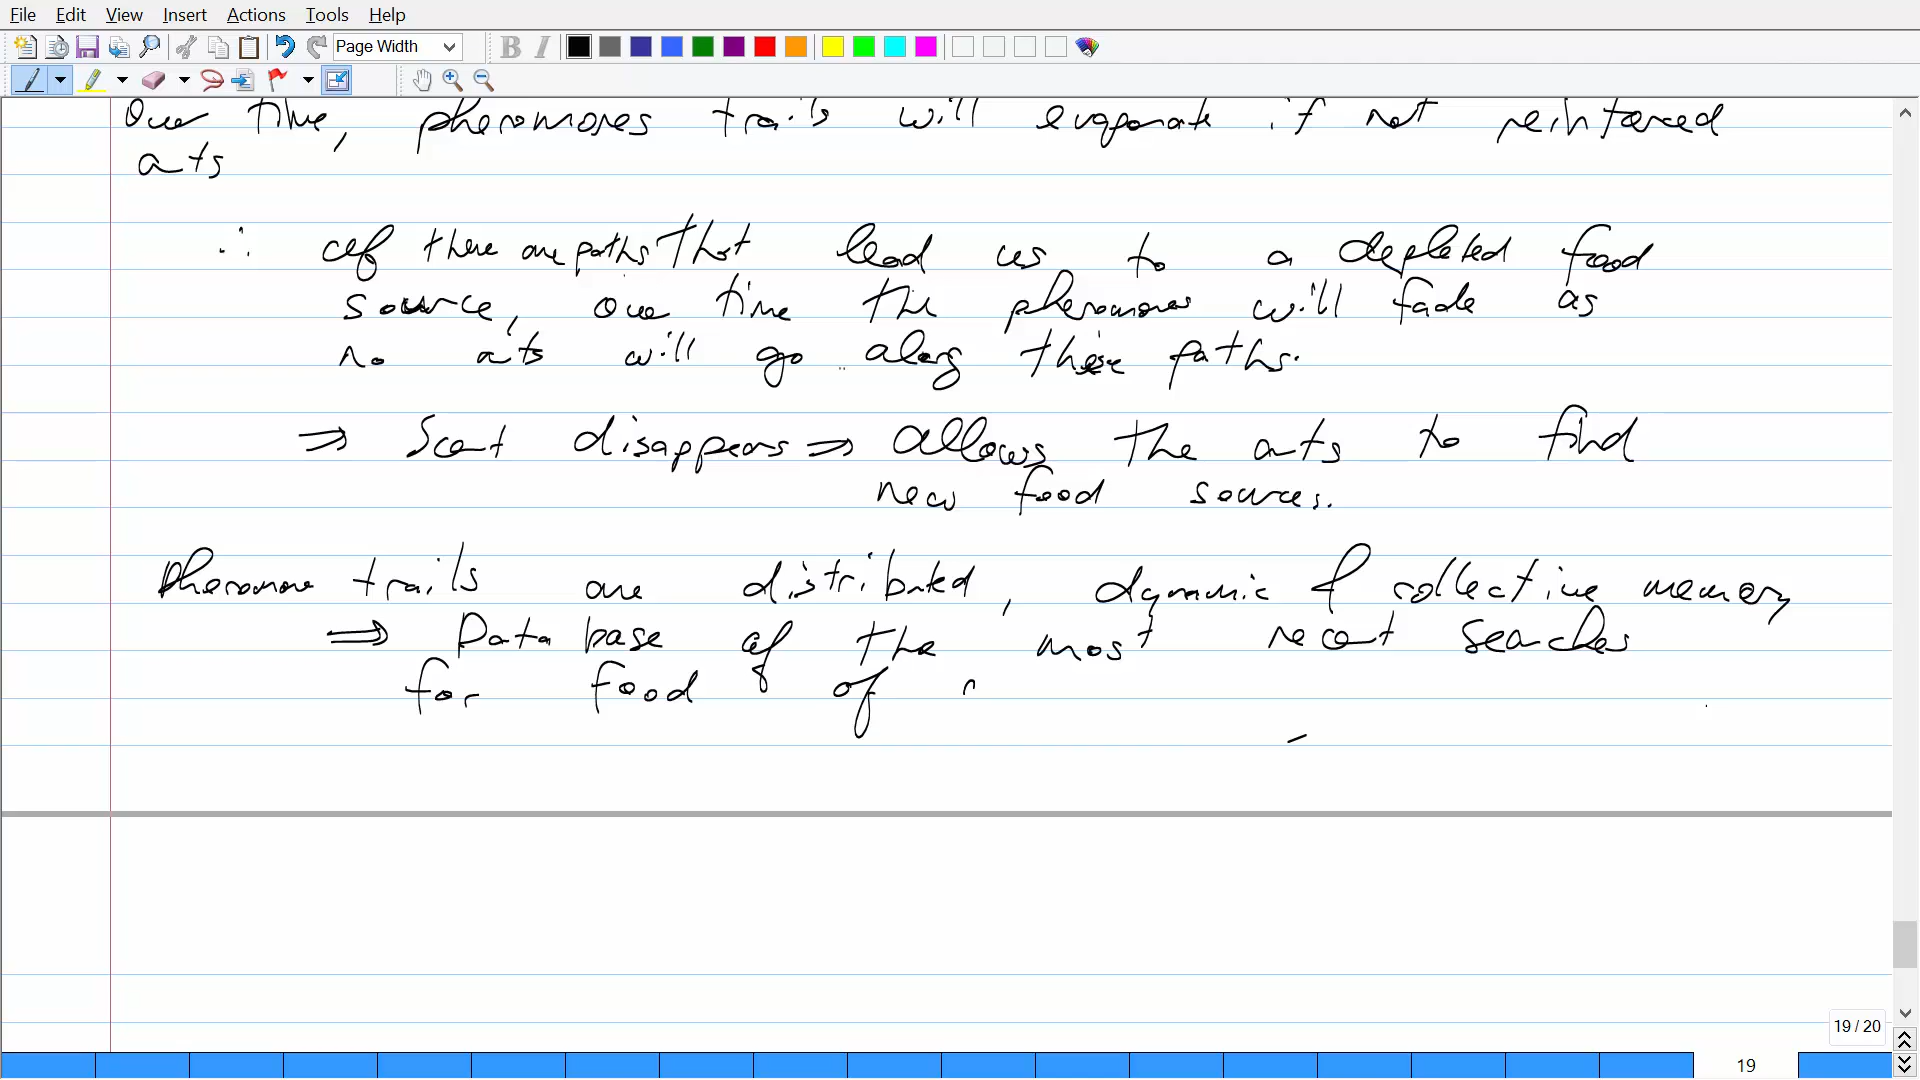 File Edit View Insert Actions Tools Help
Page Width B I
Over time, pheromones trails will evaporate if not reinforced
ants
∴ if there are paths that lead us to a depleted food
source, over time the pheromones will fade as
no ants will go along these paths.
⇒ Scent disappears ⇒ allows the ants to find
new food sources.
Pheromone trails are distributed, dynamic & collective memory
⇒ Database of the most recent searches
for food of
19 / 20
19